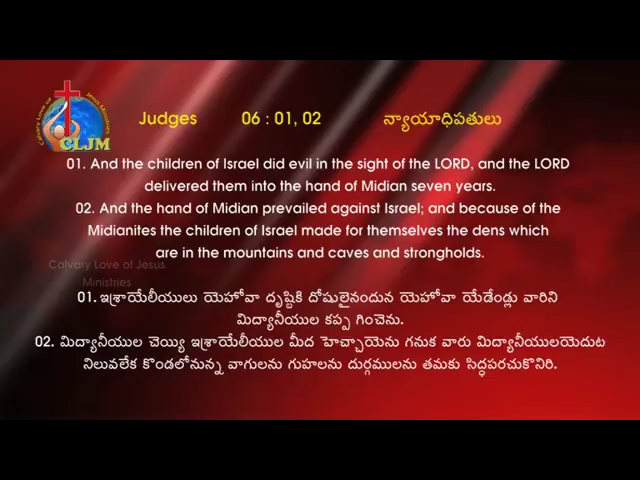 Calvary Love of Jesus Ministries
CLJM
Judges 06 : 01, 02 న్యాయాధిపతులు
01. And the children of Israel did evil in the sight of the LORD, and the LORD
delivered them into the hand of Midian seven years.
02. And the hand of Midian prevailed against Israel; and because of the
Midianites the children of Israel made for themselves the dens which
are in the mountains and caves and strongholds.
Calvary Love of Jesus
Ministries
01. ఇశ్రాయేలీయులు యెహోవా దృష్టికి దోషులైనందున యెహోవా యేడేండ్లు వారిని
మిద్యానీయుల కప్ప గించెను.
02. మిద్యానీయుల చెయ్యి ఇశ్రాయేలీయుల మీద హెచ్చాయెను గనుక వారు మిద్యానీయులయెదుట
నిలువలేక కొండలోనున్న వాగులను గుహలను దుర్గములను తమకు సిద్ధపరచుకొనిరి.